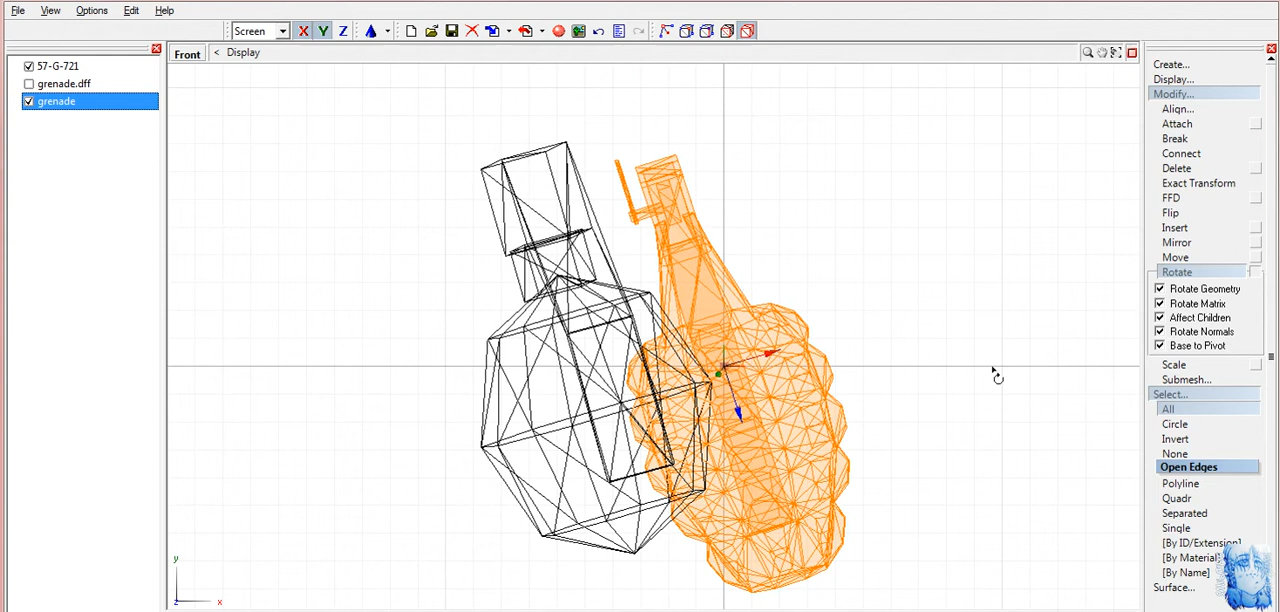 File View Options Edit Help
Screen X Y Z
57-G-721
grenade.dff
grenade
Front < Display
y
z x
Create...
Display...
Modify...
Align...
Attach
Break
Connect
Delete
Exact Transform
FFD
Flip
Insert
Mirror
Move
Rotate
Rotate Geometry
Rotate Matrix
Affect Children
Rotate Normals
Base to Pivot
Scale
Submesh...
Select...
All
Circle
Invert
None
Open Edges
Polyline
Quadr
Separated
Single
[By ID/Extension]
[By Material]
[By Name]
Surface...